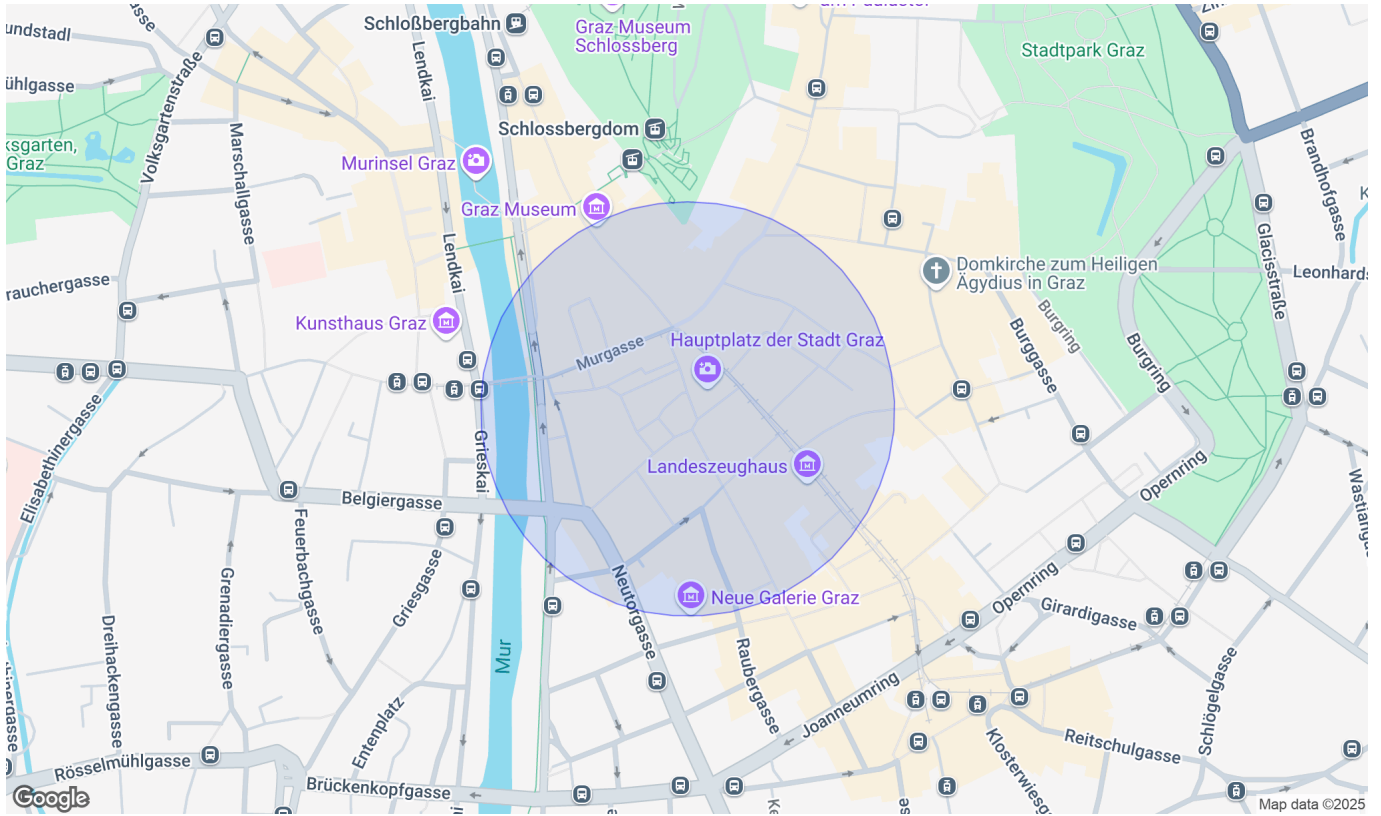 Schloßbergbahn
Graz Museum
Schlossberg
Stadtpark Graz
undstadl
ühlgasse
Volksgartenstraße
Lendkai
Schlossbergdom
ksgarten,
Graz
Marschallgasse
Murinsel Graz
Graz Museum
Brandhofgasse
Glacisstraße
Lendkai
Domkirche zum Heiligen
Ägydius in Graz
Leonhards
rauchergasse
Kunsthaus Graz
Murgasse
Hauptplatz der Stadt Graz
Burgring
Burggasse
Burgring
Elisabethinergasse
Grieskai
Landeszeughaus
Opernring
Wastiangas
Belgiergasse
Feuerbachgasse
Griesgasse
Grenadiergasse
Dreihackengasse
Neutorgasse
Neue Galerie Graz
Opernring
Girardigasse
Mur
Raubergasse
Joanneumring
Schlögelgasse
Entenplatz
Reitschulgasse
Klosterwiesg
Rösselmühlgasse
Brückenkopfgasse
Google
Map data ©2025